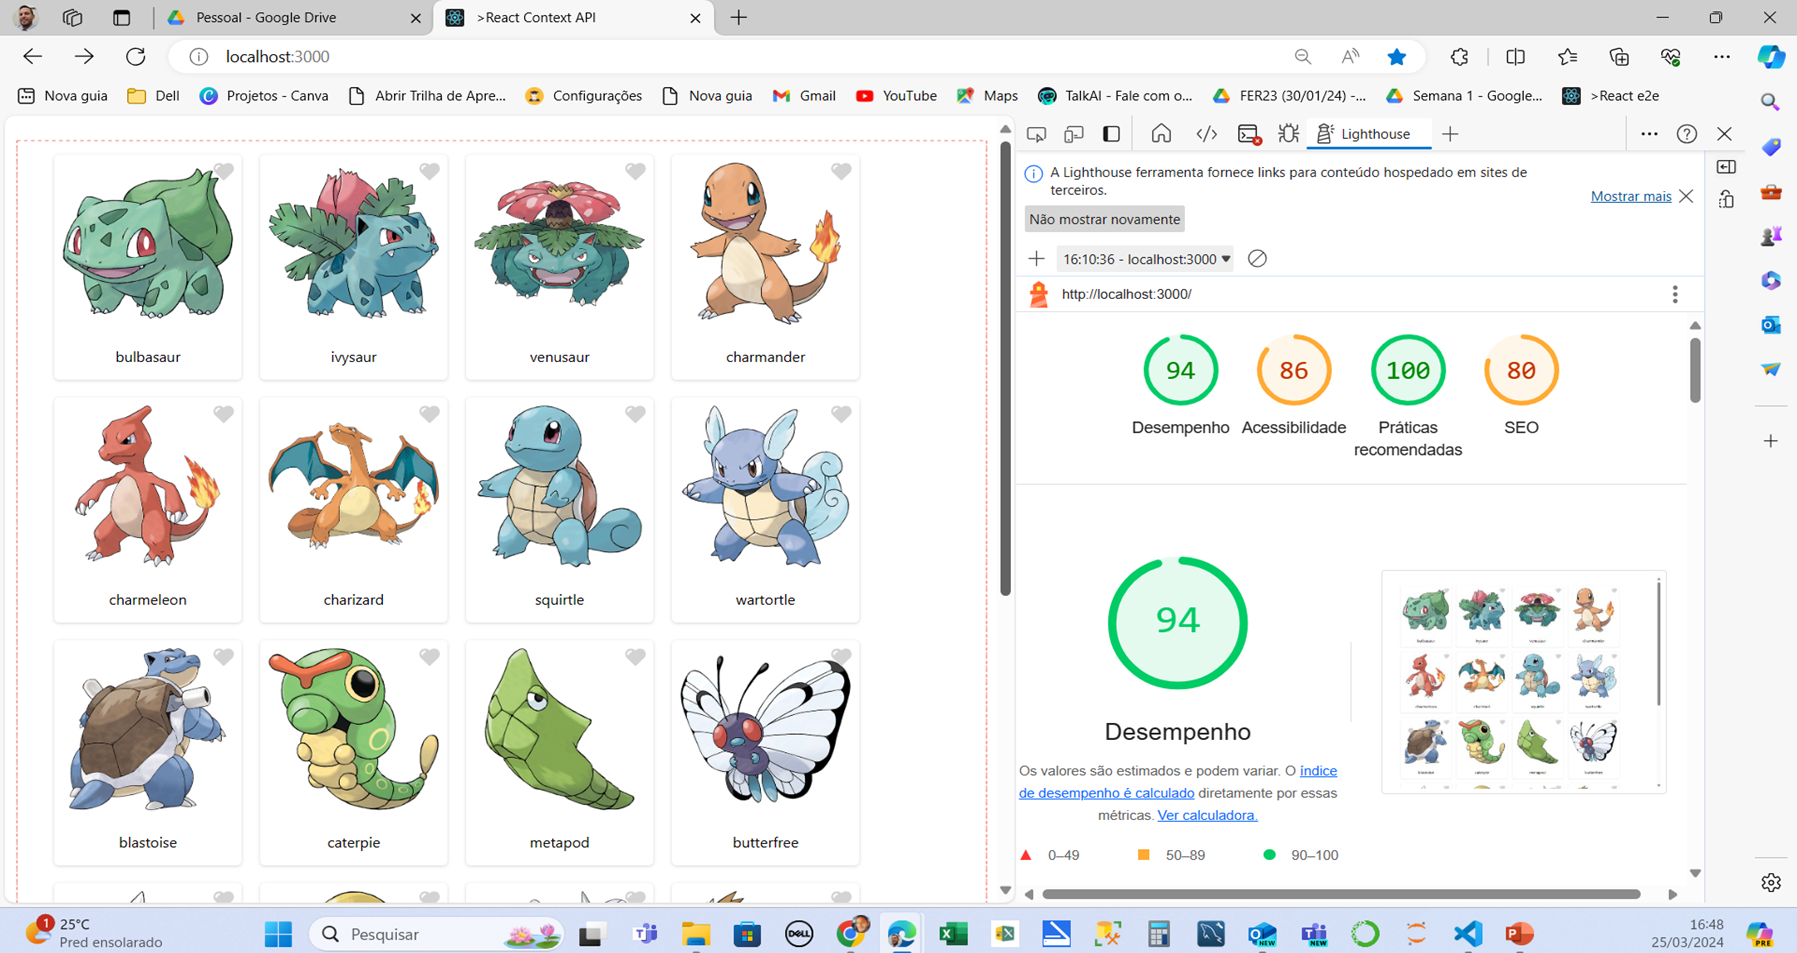 Pessoal - Google Drive
>React Context API
localhost:3000
Nova guia
Dell
Projetos - Canva
Abrir Trilha de Apre...
Configurações
Nova guia
Gmail
YouTube
Maps
TalkAI - Fale com o...
FER23 (30/01/24) -...
Semana 1 - Google...
>React e2e
bulbasaur
ivysaur
venusaur
charmander
charmeleon
charizard
squirtle
wartortle
blastoise
caterpie
metapod
butterfree
Lighthouse
A Lighthouse ferramenta fornece links para conteúdo hospedado em sites de
terceiros.
Mostrar mais
Não mostrar novamente
16:10:36 - localhost:3000
http://localhost:3000/
94
86
100
80
Desempenho
Acessibilidade
Práticas
recomendadas
SEO
94
Desempenho
Os valores são estimados e podem variar. O índice
de desempenho é calculado diretamente por essas
métricas. Ver calculadora.
0–49
50–89
90–100
1
25°C
Pred ensolarado
Pesquisar
DELL
NEW
NEW
16:48
25/03/2024
PRE